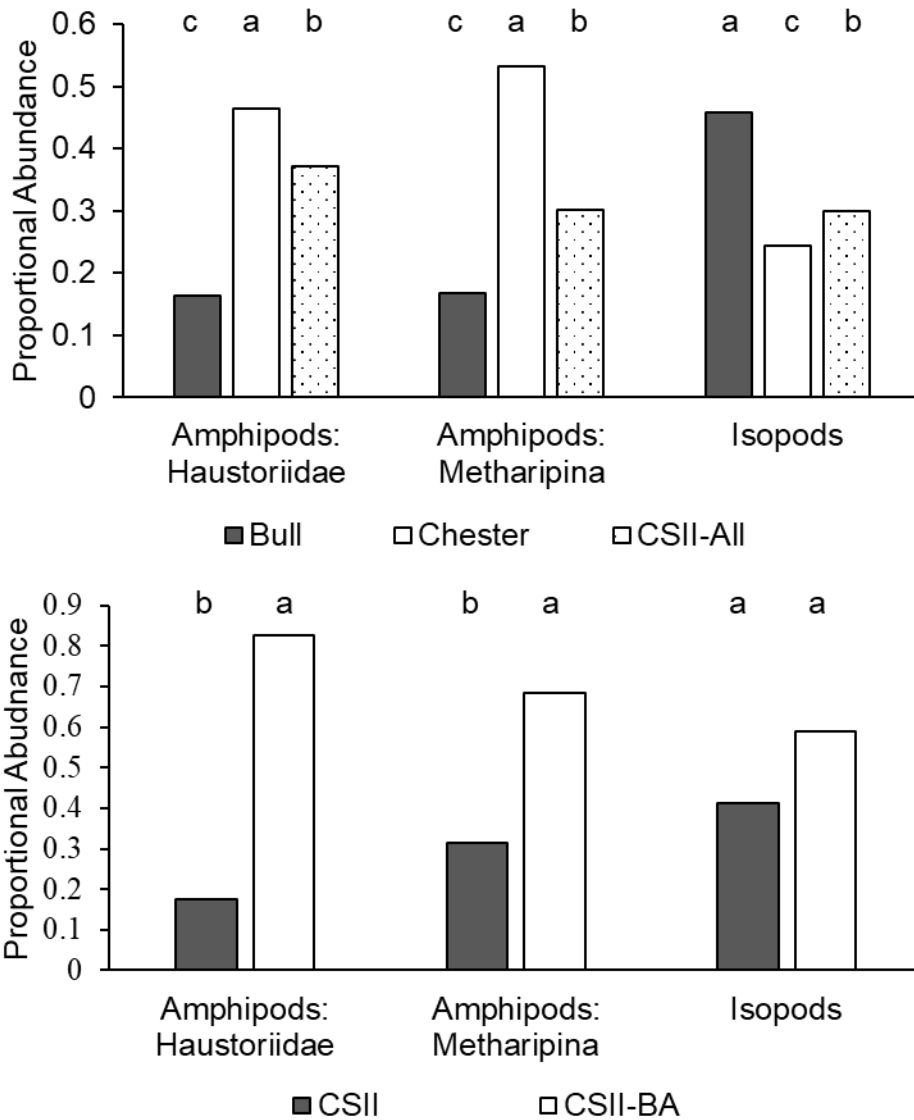 Proportional Abundance
0.6
0.5
0.4
0.3
0.2
0.1
0
c a b c a b a c b
Amphipods: Amphipods: Isopods
Haustoriidae Metharipina
Bull Chester CSII-All
Proportional Abudnance
0.9
0.8
0.7
0.6
0.5
0.4
0.3
0.2
0.1
0
b a b a a a
Amphipods: Amphipods: Isopods
Haustoriidae Metharipina
CSII CSII-BA